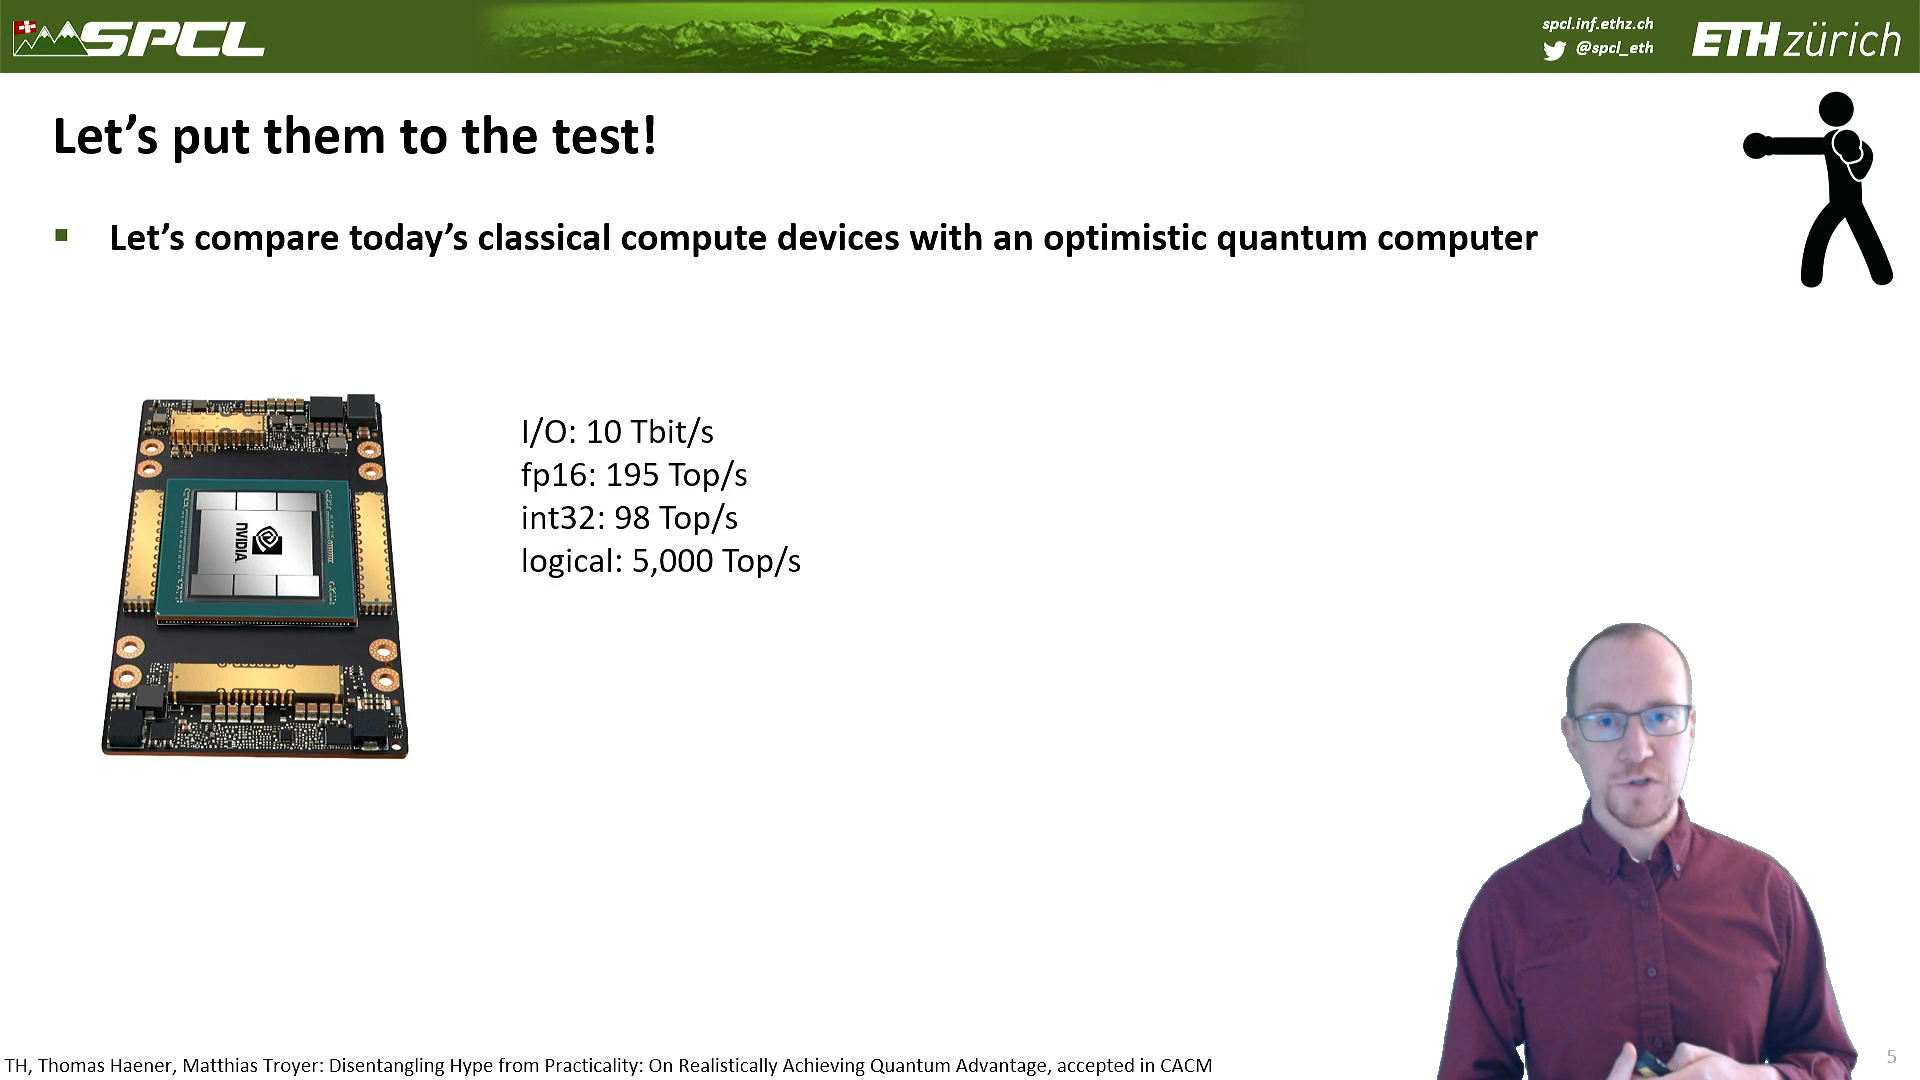 SPCL
spcl.inf.ethz.ch
@spcl_eth
ETH zürich
Let's put them to the test!
Let's compare today's classical compute devices with an optimistic quantum computer
I/O: 10 Tbit/s
fp16: 195 Top/s
int32: 98 Top/s
logical: 5,000 Top/s
NVIDIA
TH, Thomas Haener, Matthias Troyer: Disentangling Hype from Practicality: On Realistically Achieving Quantum Advantage, accepted in CACM
5